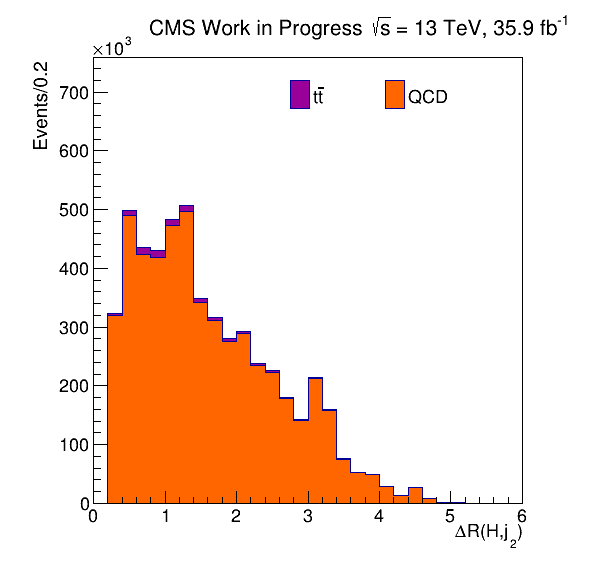 CMS Work in Progress √s = 13 TeV, 35.9 fb⁻¹
×10³
Events/0.2
tt̅
QCD
700
600
500
400
300
200
100
0
0 1 2 3 4 5 6
ΔR(H,j₂)